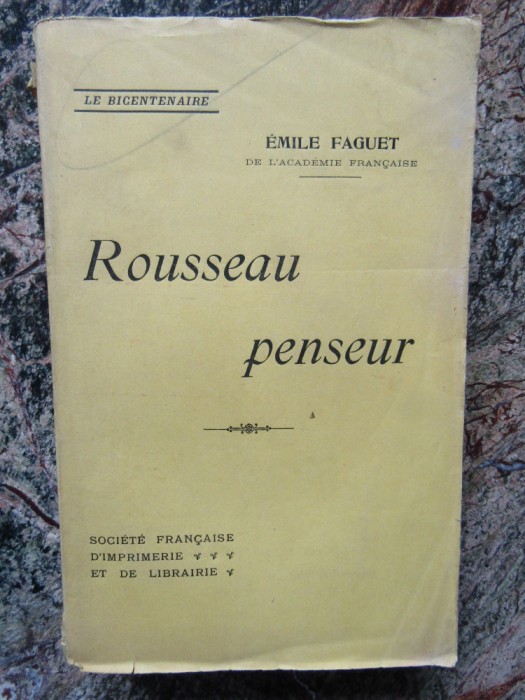 LE BICENTENAIRE
ÉMILE FAGUET
DE L'ACADÉMIE FRANÇAISE
Rousseau
penseur
SOCIÉTÉ FRANÇAISE
D'IMPRIMERIE
ET DE LIBRAIRIE